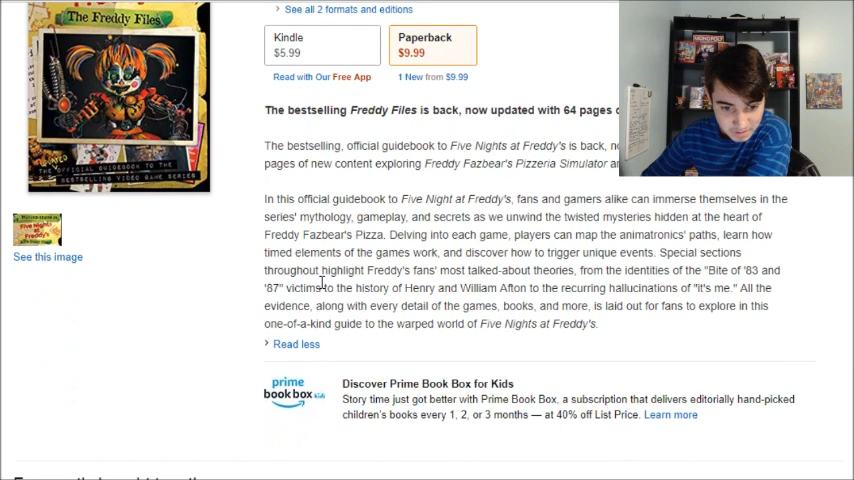 The Freddy Files
UPDATED
THE OFFICIAL GUIDEBOOK TO THE
BESTSELLING VIDEO GAME SERIES
See this image
See all 2 formats and editions
Kindle
$5.99
Paperback
$9.99
Read with Our Free App
1 New from $9.99
The bestselling Freddy Files is back, now updated with 64 pages
The bestselling, official guidebook to Five Nights at Freddy's is back,
pages of new content exploring Freddy Fazbear's Pizzeria Simulator
In this official guidebook to Five Night at Freddy's, fans and gamers alike can immerse themselves in the
series' mythology, gameplay, and secrets as we unwind the twisted mysteries hidden at the heart of
Freddy Fazbear's Pizza. Delving into each game, players can map the animatronics' paths, learn how
timed elements of the games work, and discover how to trigger unique events. Special sections
throughout highlight Freddy's fans' most talked-about theories, from the identities of the "Bite of '83 and
'87" victims to the history of Henry and William Afton to the recurring hallucinations of "it's me." All the
evidence, along with every detail of the games, books, and more, is laid out for fans to explore in this
one-of-a-kind guide to the warped world of Five Nights at Freddy's.
Read less
prime
book box kids
Discover Prime Book Box for Kids
Story time just got better with Prime Book Box, a subscription that delivers editorially hand-picked
children's books every 1, 2, or 3 months — at 40% off List Price. Learn more
MONOPOLY